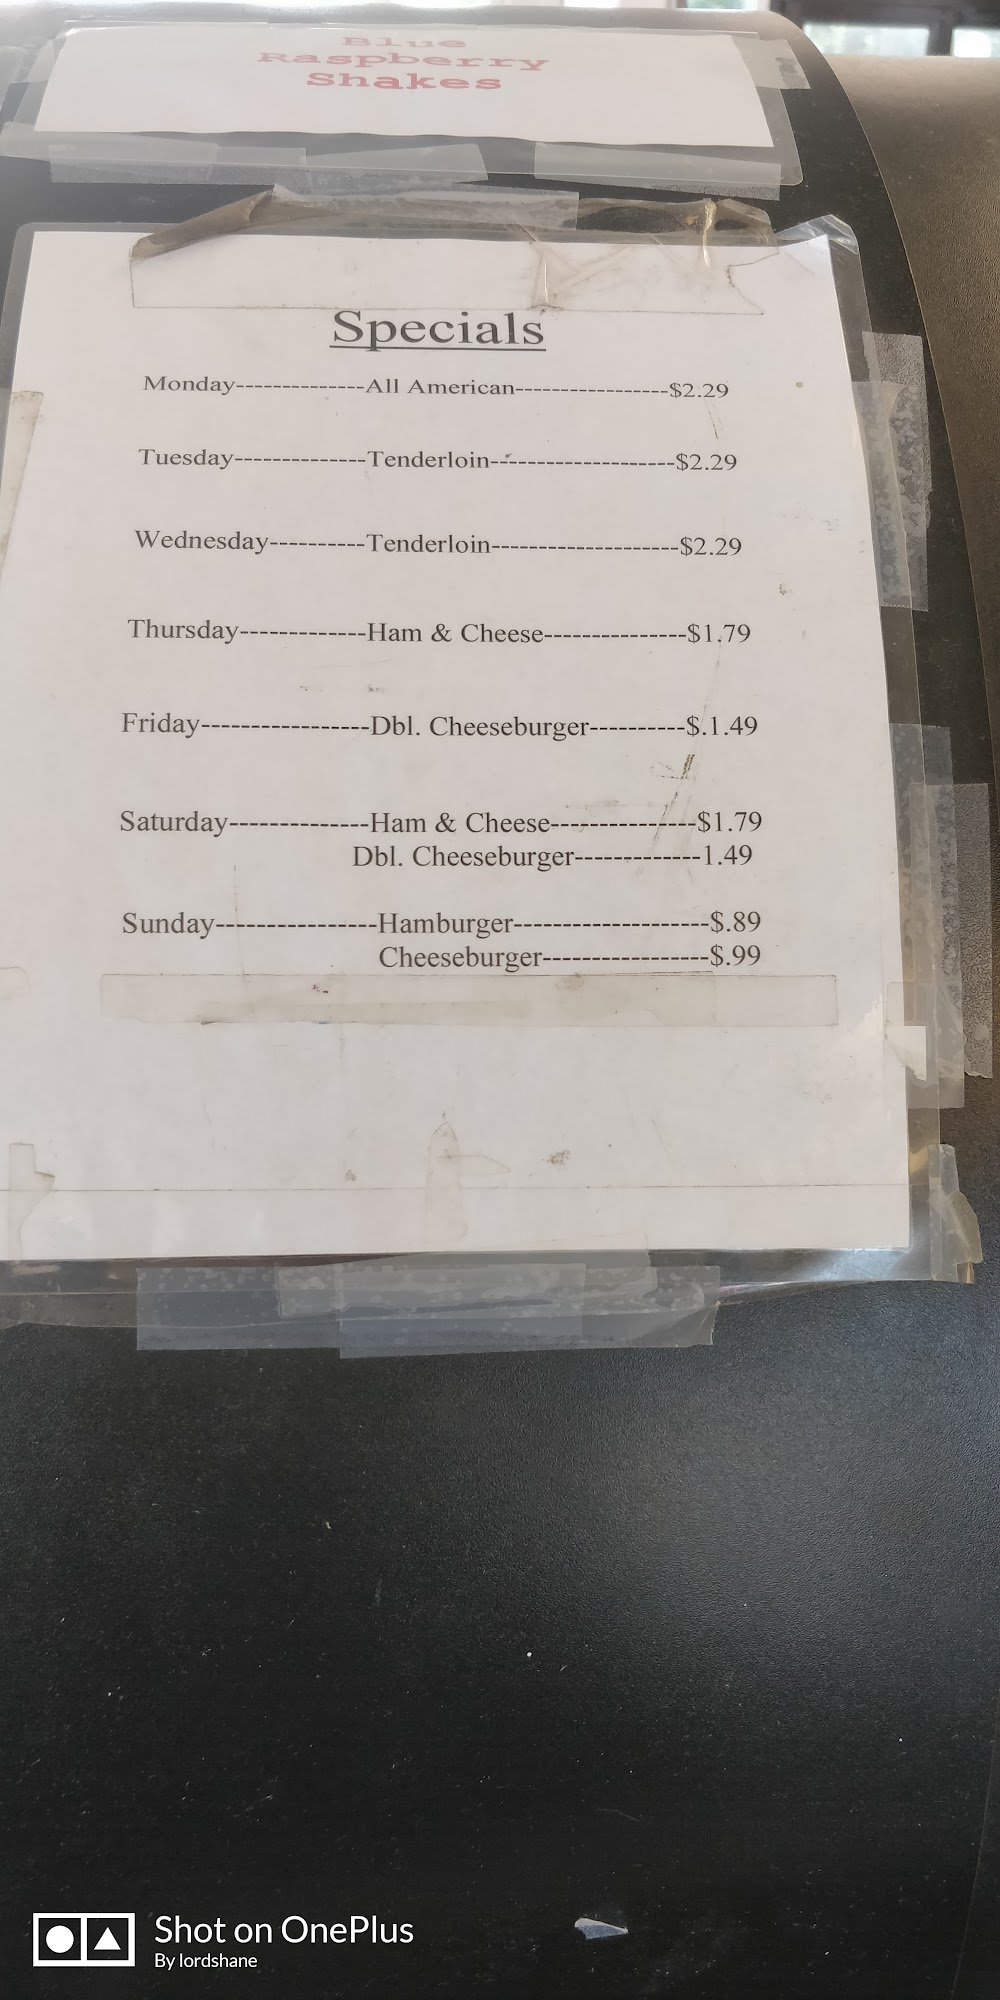 Blue
Raspberry
Shakes
Specials
Monday--------------All American-----------------$2.29
Tuesday--------------Tenderloin--------------------$2.29
Wednesday----------Tenderloin--------------------$2.29
Thursday-------------Ham & Cheese---------------$1.79
Friday------------------Dbl. Cheeseburger----------$.1.49
Saturday---------------Ham & Cheese---------------$1.79
Dbl. Cheeseburger-------------1.49
Sunday-----------------Hamburger---------------------$.89
Cheeseburger------------------$.99
Shot on OnePlus
By lordshane